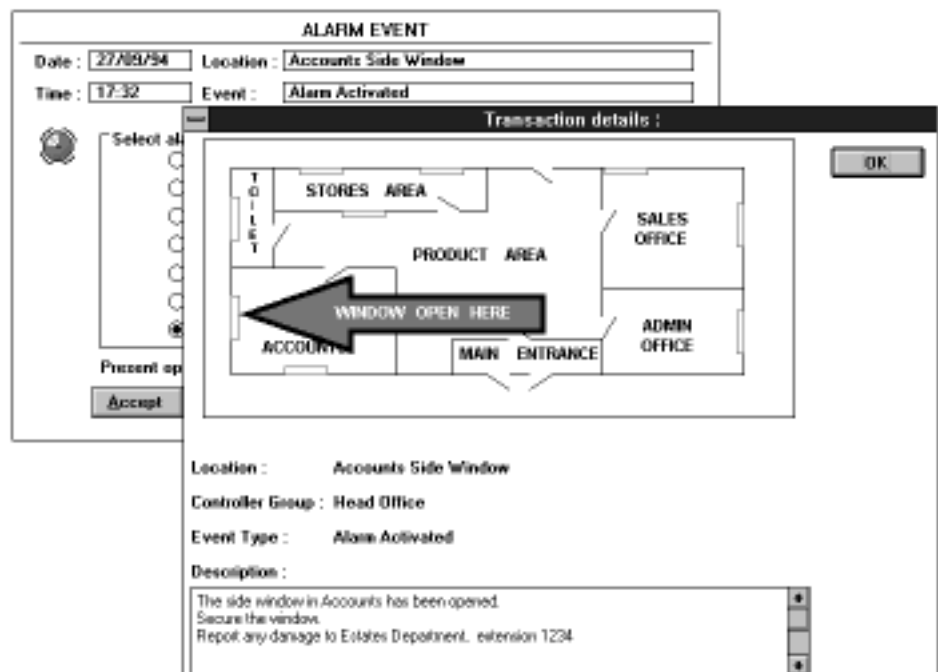 ALARM EVENT
Date : 27/09/94 Location : Accounts Side Window
Time : 17:32 Event : Alarm Activated
Select al
Present op
Accept
Transaction details :
OK
TOILET
STORES AREA
SALES
OFFICE
PRODUCT AREA
WINDOW OPEN HERE
ADMIN
OFFICE
MAIN ENTRANCE
Location : Accounts Side Window
Controller Group : Head Office
Event Type : Alarm Activated
Description :
The side window in Accounts has been opened.
Secure the window.
Report any damage to Estates Department, extension 1234